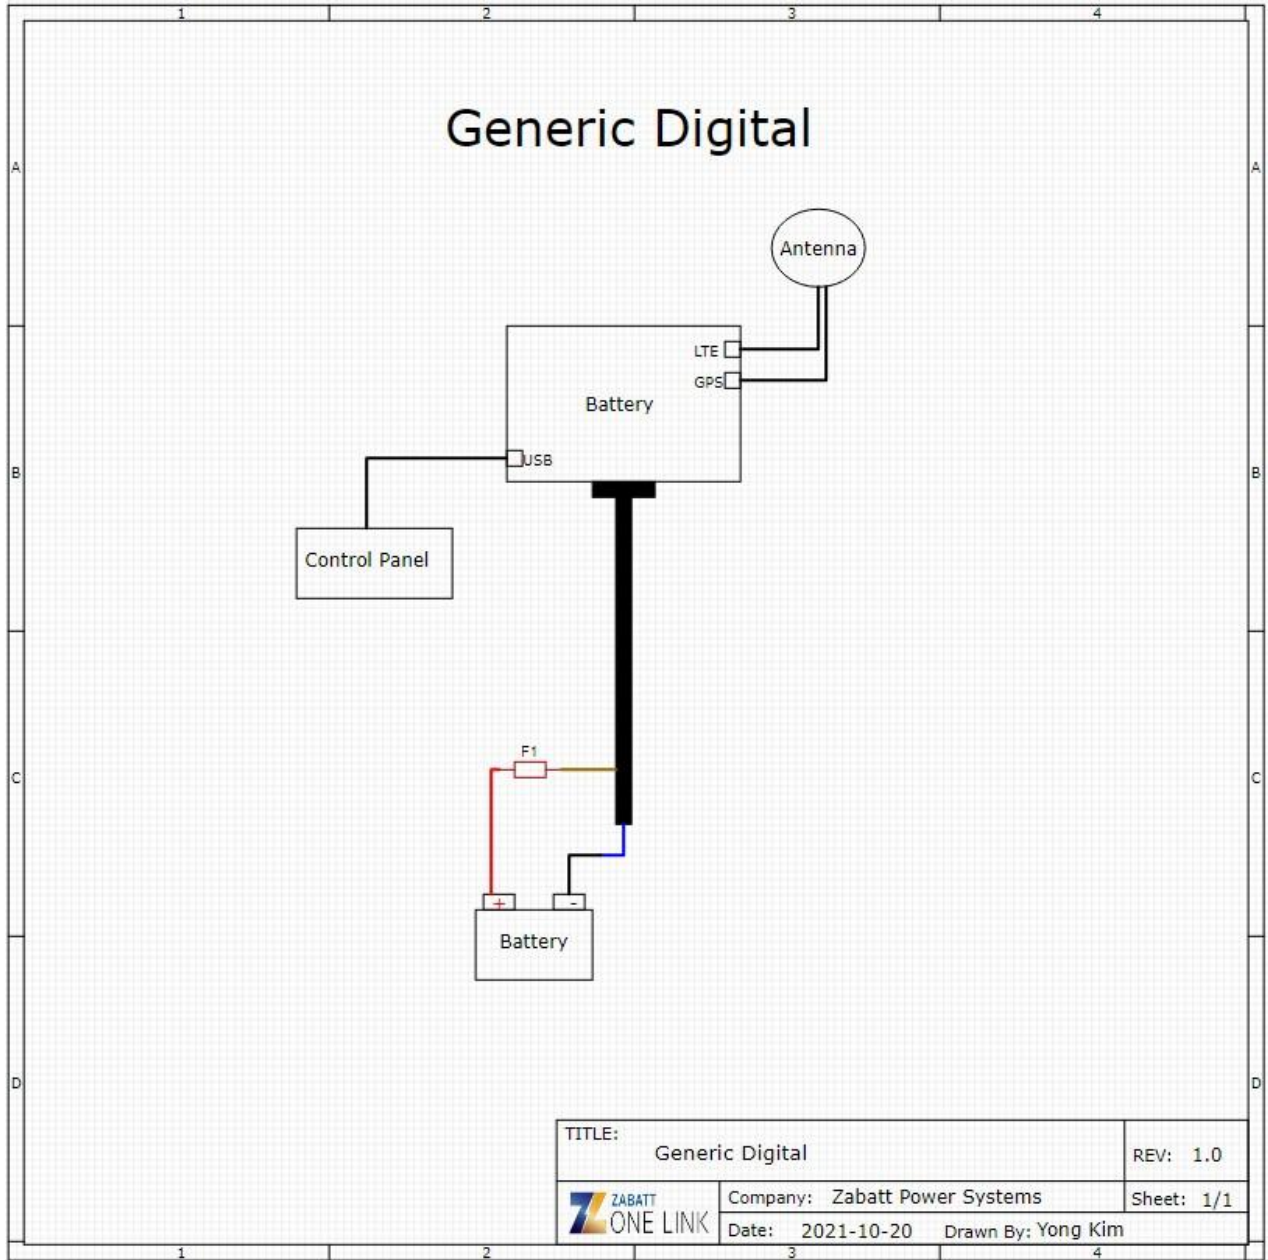 1 2 3 4
Generic Digital
A A
Antenna
LTE
GPS
Battery
USB
B B
Control Panel
F1
C C
+ -
Battery
D D
TITLE:
Generic Digital
REV: 1.0
ZABATT
ONE LINK
Company: Zabatt Power Systems
Sheet: 1/1
Date: 2021-10-20 Drawn By: Yong Kim
1 2 3 4